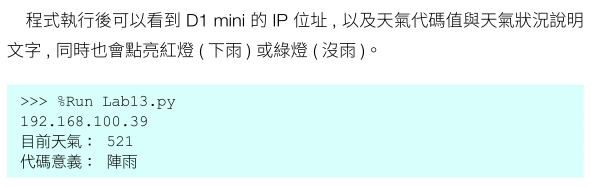 程式執行後可以看到 D1 mini 的 IP 位址 , 以及天氣代碼值與天氣狀況說明
文字 , 同時也會點亮紅燈 ( 下雨 ) 或綠燈 ( 沒雨 )。
>>> %Run Lab13.py
192.168.100.39
目前天氣： 521
代碼意義： 陣雨